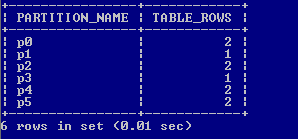 PARTITION_NAME | TABLE_ROWS
p0 | 2
p1 | 1
p2 | 2
p3 | 1
p4 | 2
p5 | 2
6 rows in set (0.01 sec)